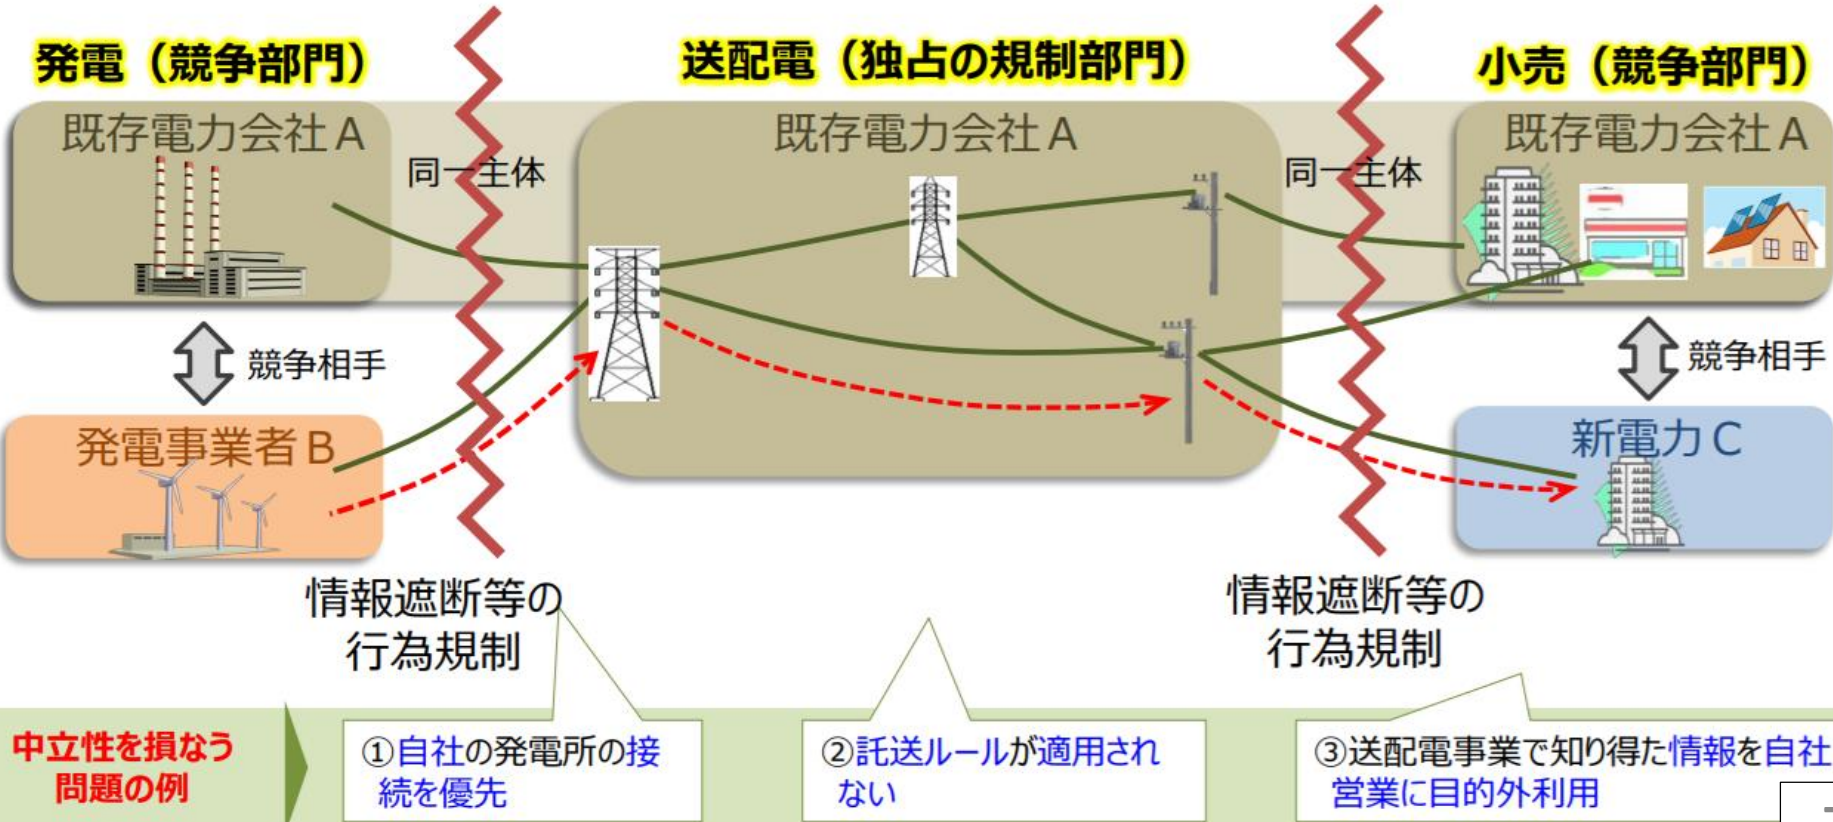 発電（競争部門）
送配電（独占の規制部門）
小売（競争部門）
既存電力会社A
同一主体
既存電力会社A
同一主体
既存電力会社A
競争相手
競争相手
発電事業者B
新電力C
情報遮断等の
行為規制
情報遮断等の
行為規制
中立性を損なう
問題の例
①自社の発電所の接
続を優先
②託送ルールが適用され
ない
③送配電事業で知り得た情報を自社
営業に目的外利用